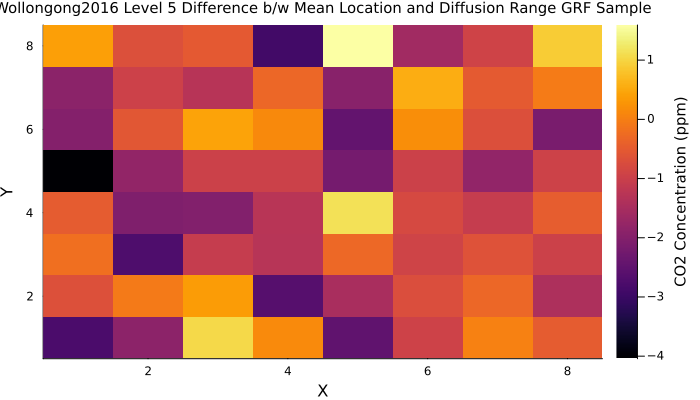 Wollongong2016 Level 5 Difference b/w Mean Location and Diffusion Range GRF Sample
8
6
4
2
Y
2 4 6 8
X
1
0
−1
−2
−3
−4
CO2 Concentration (ppm)